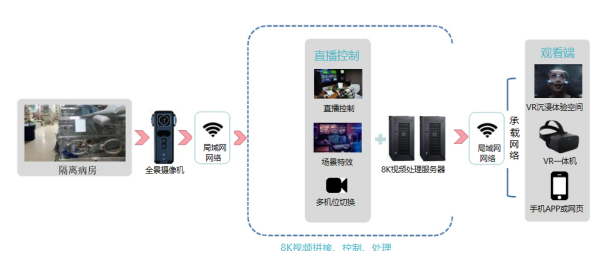 隔离病房
全景摄像机
局域网
网络
直播控制
直播控制
场景特效
多机位切换
8K视频处理服务器
8K视频拼接、控制、处理
局域网
网络
承载网络
观看端
VR沉浸体验空间
VR一体机
手机APP或网页